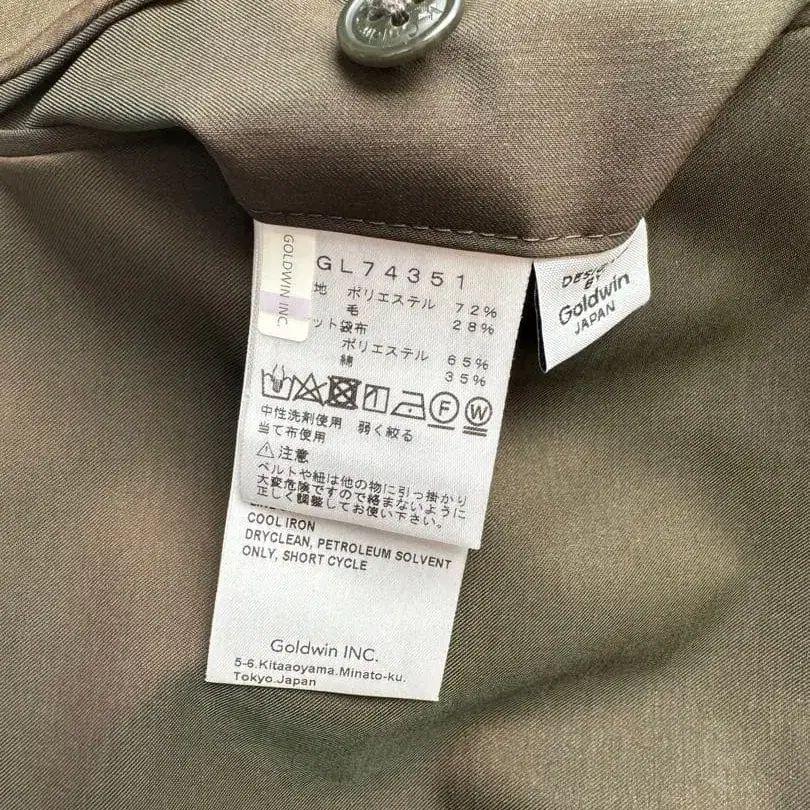 GOLDWIN INC
GL74351
地 ポリエステル 72%
毛 28%
ット袋布
ポリエステル 65%
綿 35%
F W
中性洗剤使用 弱く絞る
当て布使用
⚠注意
ベルトや紐は他の物に引っ掛かり
大変危険ですので絡まないように
正しく調整してお使い下さい。
COOL IRON
DRYCLEAN, PETROLEUM SOLVENT
ONLY, SHORT CYCLE
Goldwin INC.
5-6.Kitaaoyama.Minato-ku.
Tokyo.Japan
BY
Goldwin
JAPAN